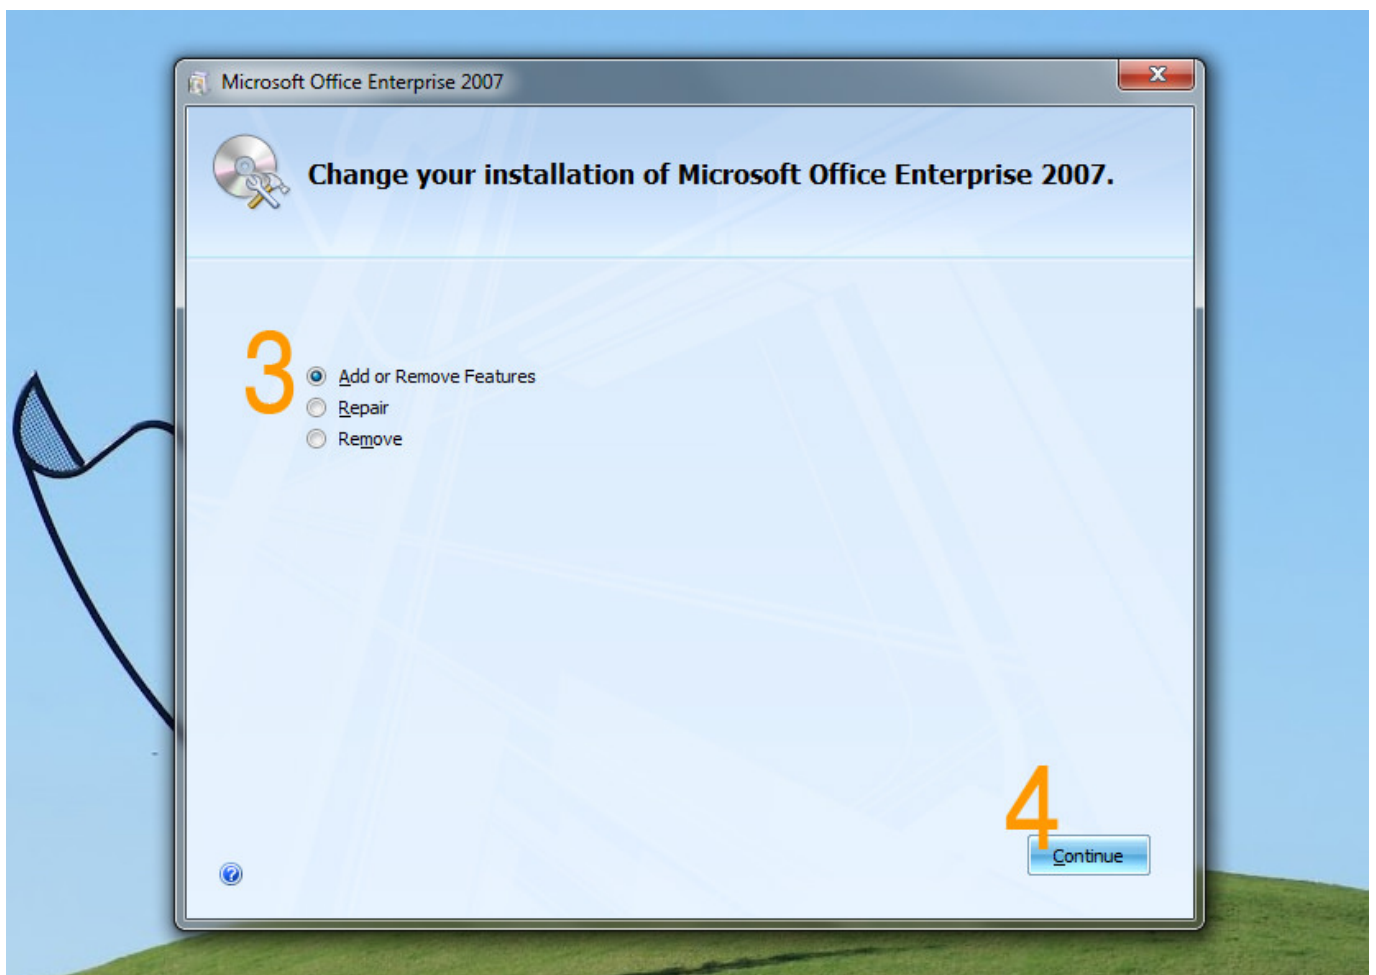 Microsoft Office Enterprise 2007
X
Change your installation of Microsoft Office Enterprise 2007.
3
Add or Remove Features
Repair
Remove
4
Continue
?